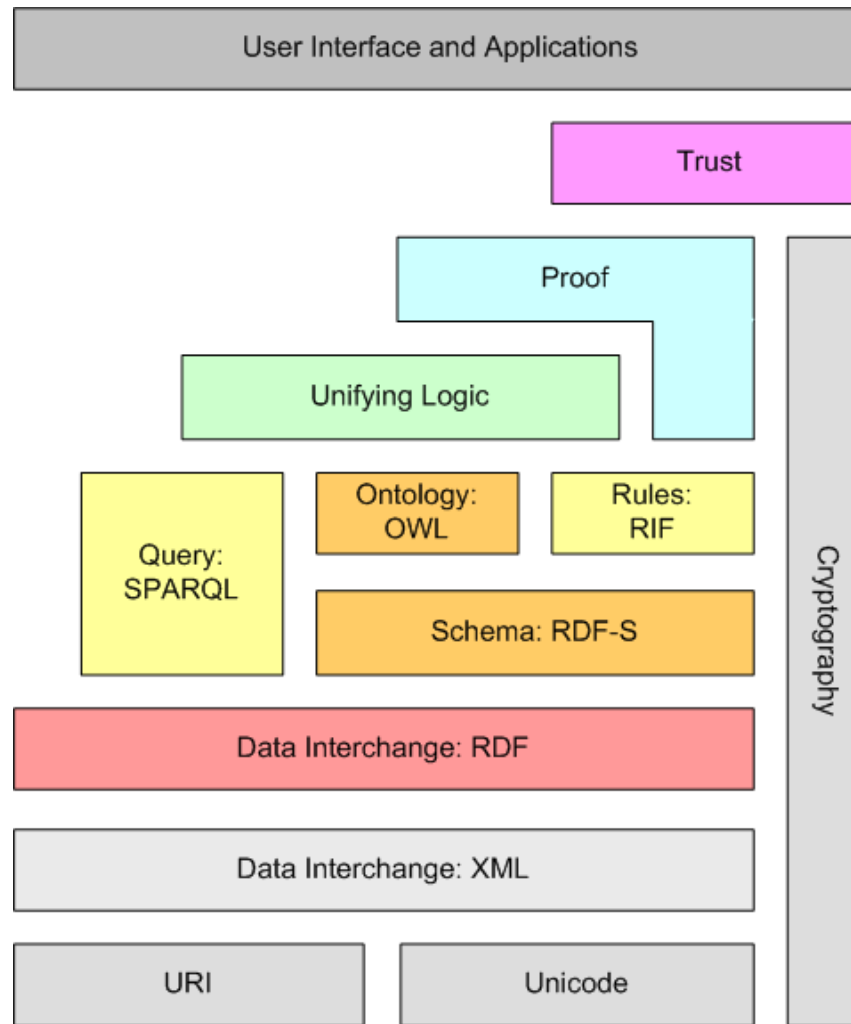 User Interface and Applications
Trust
Proof
Unifying Logic
Query:
SPARQL
Ontology:
OWL
Rules:
RIF
Schema: RDF-S
Cryptography
Data Interchange: RDF
Data Interchange: XML
URI
Unicode